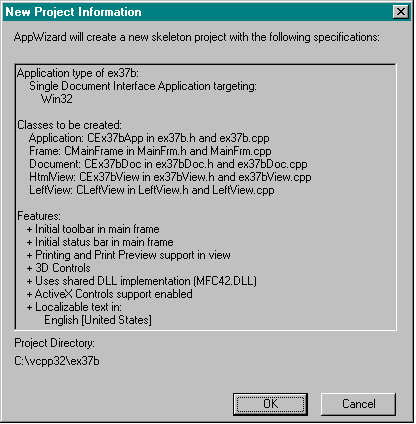 New Project Information
AppWizard will create a new skeleton project with the following specifications:
Application type of ex37b:
Single Document Interface Application targeting:
Win32
Classes to be created:
Application: CEx37bApp in ex37b.h and ex37b.cpp
Frame: CMainFrame in MainFrm.h and MainFrm.cpp
Document: CEx37bDoc in ex37bDoc.h and ex37bDoc.cpp
HtmlView: CEx37bView in ex37bView.h and ex37bView.cpp
LeftView: CLeftView in LeftView.h and LeftView.cpp
Features:
+ Initial toolbar in main frame
+ Initial status bar in main frame
+ Printing and Print Preview support in view
+ 3D Controls
+ Uses shared DLL implementation (MFC42.DLL)
+ ActiveX Controls support enabled
+ Localizable text in:
English [United States]
Project Directory:
C:\vcpp32\ex37b
OK
Cancel